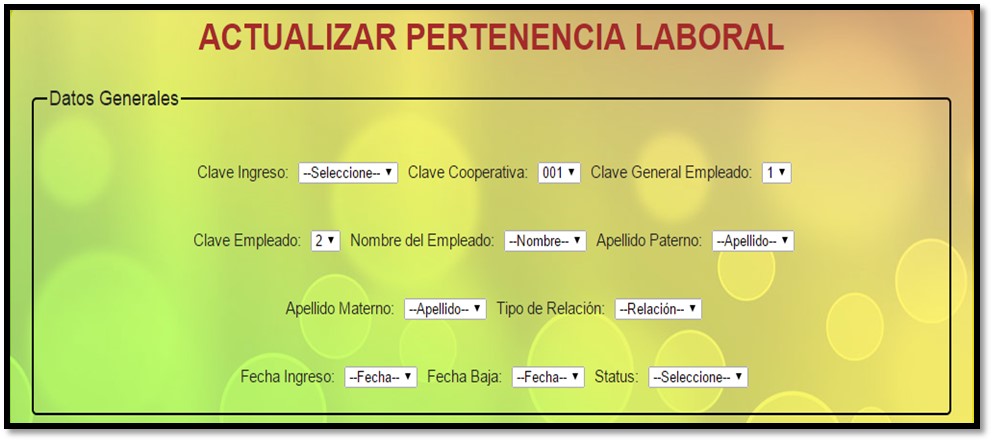 ACTUALIZAR PERTENENCIA LABORAL
Datos Generales
Clave Ingreso: --Seleccione-- Clave Cooperativa: 001 Clave General Empleado: 1
Clave Empleado: 2 Nombre del Empleado: --Nombre-- Apellido Paterno: --Apellido--
Apellido Materno: --Apellido-- Tipo de Relación: --Relación--
Fecha Ingreso: --Fecha-- Fecha Baja: --Fecha-- Status: --Seleccione--